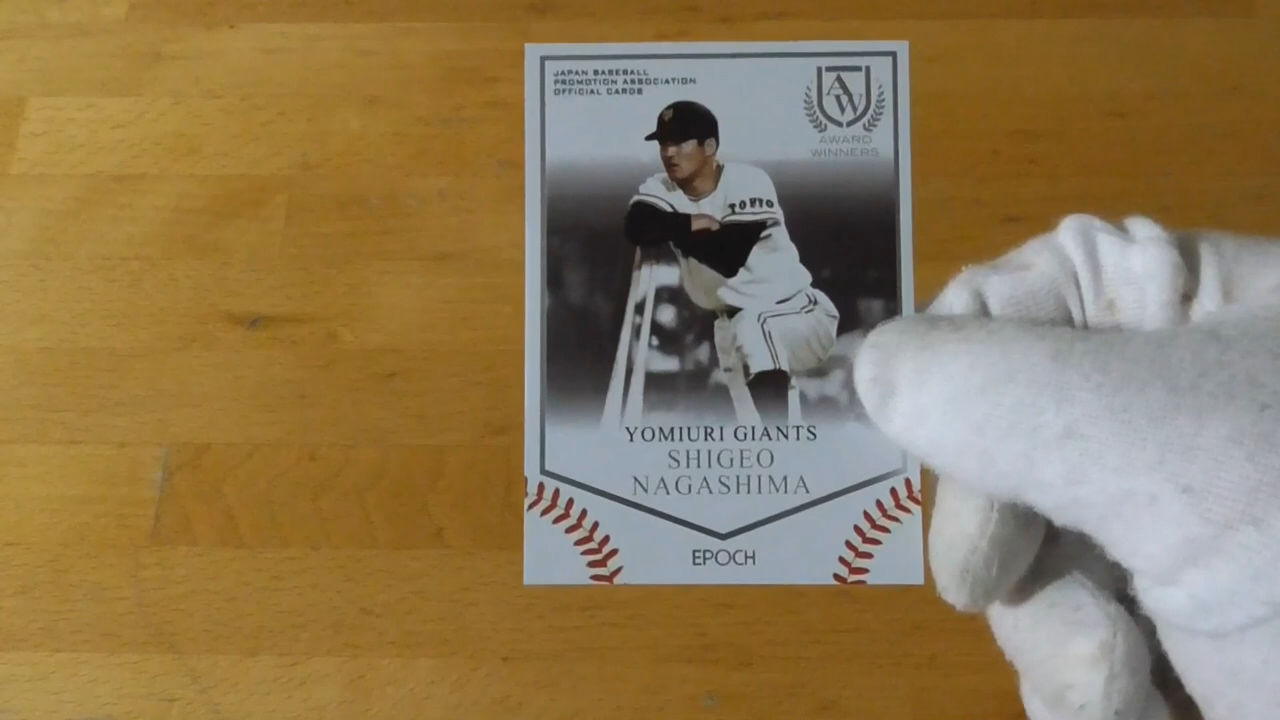 JAPAN BASEBALL
PROMOTION ASSOCIATION
OFFICIAL CARDS
AW
AWARD
WINNERS
TOKYO
YOMIURI GIANTS
SHIGEO
NAGASHIMA
EPOCH